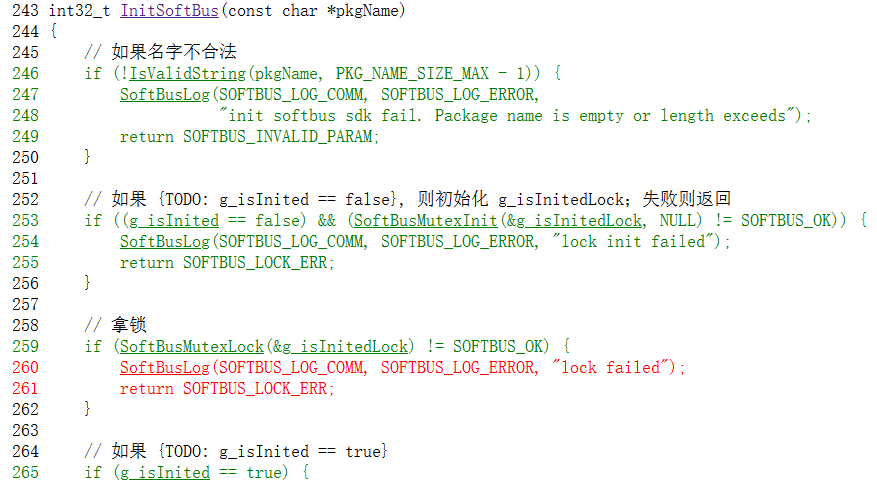 243 int32_t InitSoftBus(const char *pkgName)
244 {
245     // 如果名字不合法
246     if (!IsValidString(pkgName, PKG_NAME_SIZE_MAX - 1)) {
247         SoftBusLog(SOFTBUS_LOG_COMM, SOFTBUS_LOG_ERROR,
248                    "init softbus sdk fail. Package name is empty or length exceeds");
249         return SOFTBUS_INVALID_PARAM;
250     }
251
252     // 如果 {TODO: g_isInited == false}, 则初始化 g_isInitedLock；失败则返回
253     if ((g_isInited == false) && (SoftBusMutexInit(&g_isInitedLock, NULL) != SOFTBUS_OK)) {
254         SoftBusLog(SOFTBUS_LOG_COMM, SOFTBUS_LOG_ERROR, "lock init failed");
255         return SOFTBUS_LOCK_ERR;
256     }
257
258     // 拿锁
259     if (SoftBusMutexLock(&g_isInitedLock) != SOFTBUS_OK) {
260         SoftBusLog(SOFTBUS_LOG_COMM, SOFTBUS_LOG_ERROR, "lock failed");
261         return SOFTBUS_LOCK_ERR;
262     }
263
264     // 如果 {TODO: g_isInited == true}
265     if (g_isInited == true) {